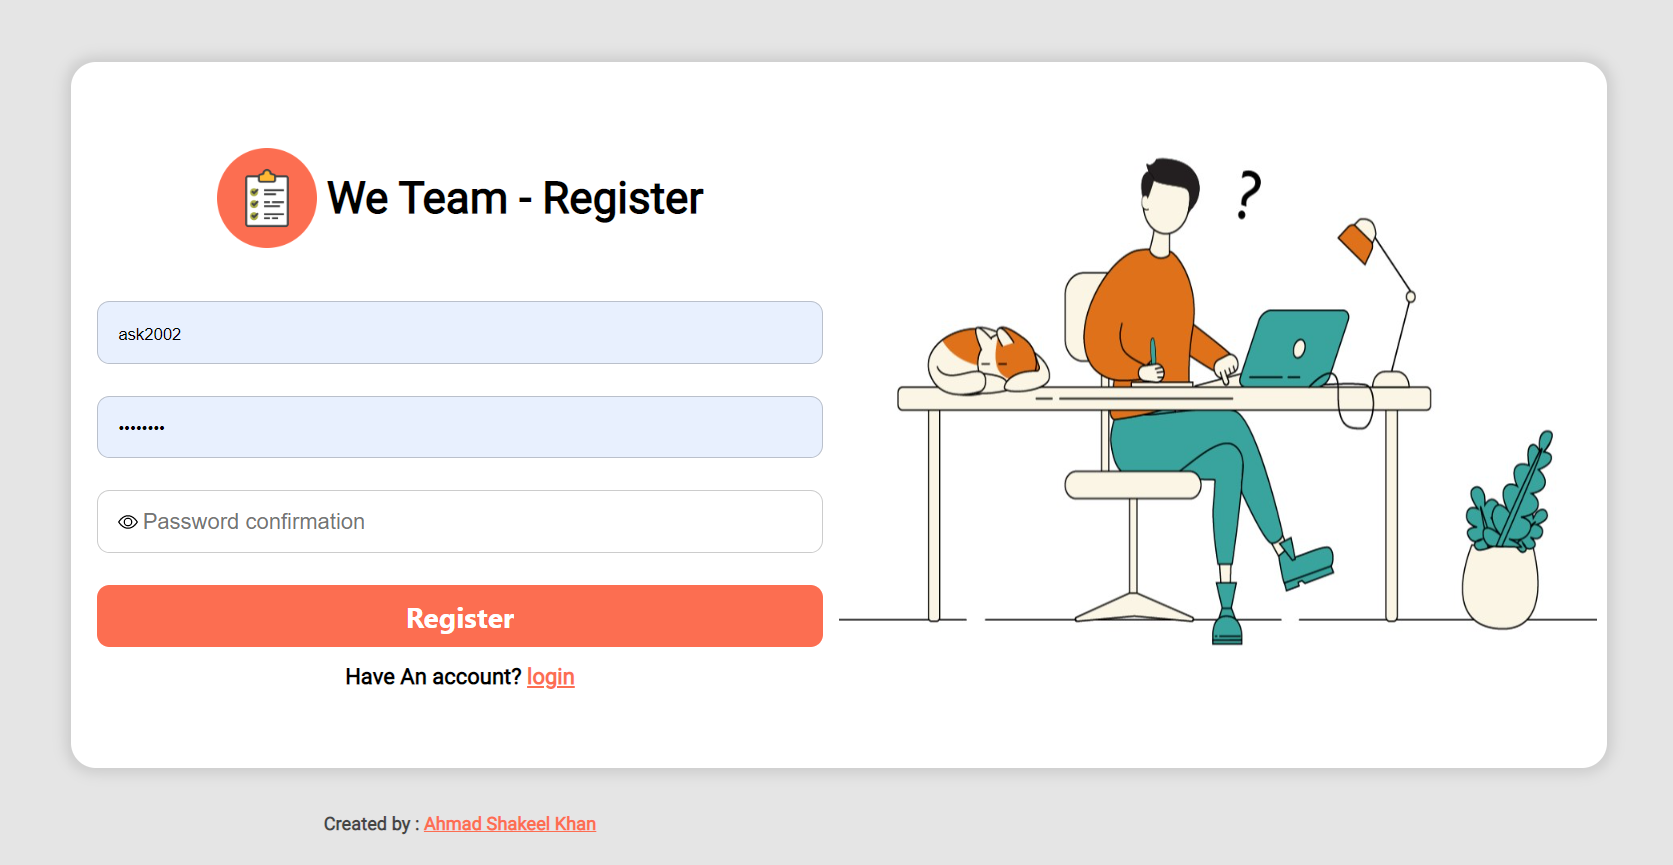 We Team - Register
ask2002
••••••••
Password confirmation
Register
Have An account? login
?
Created by : Ahmad Shakeel Khan